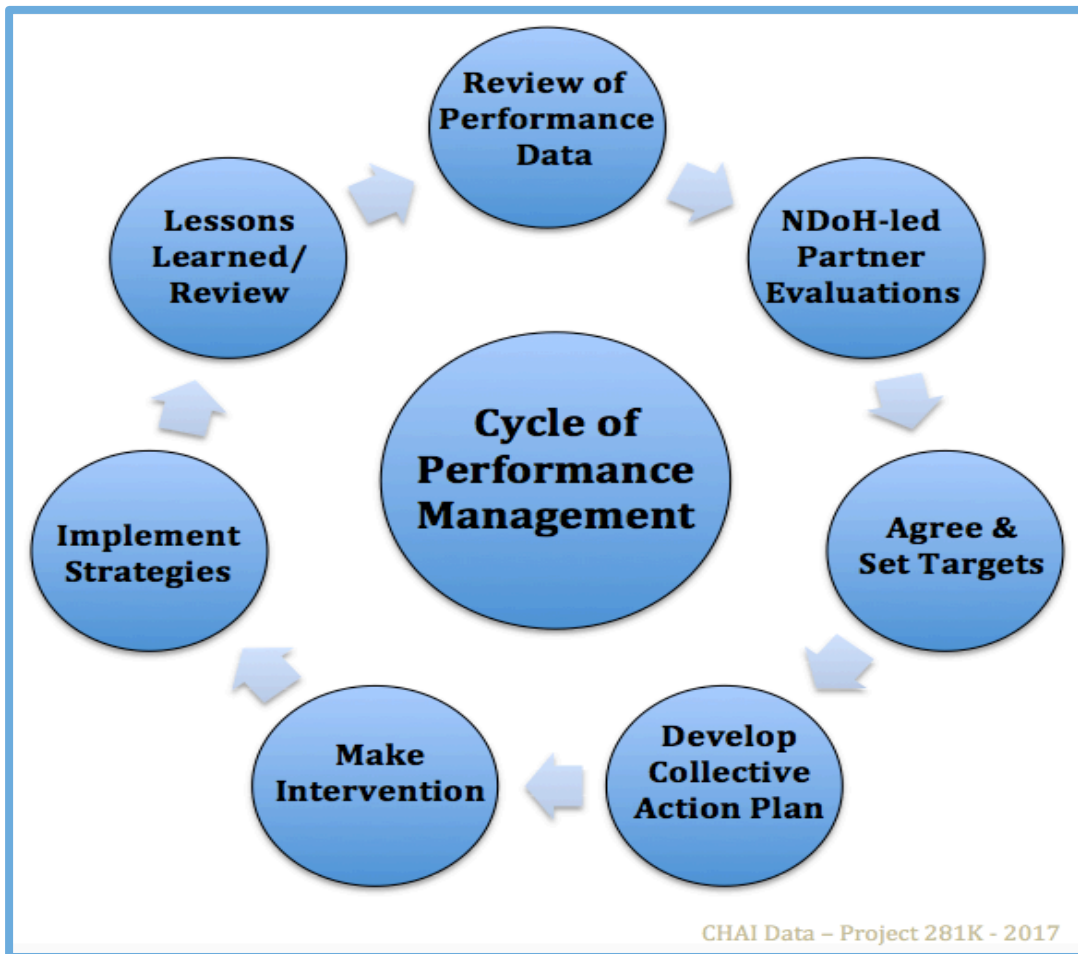 Review of
Performance
Data
NDoH-led
Partner
Evaluations
Agree &
Set Targets
Develop
Collective
Action Plan
Make
Intervention
Implement
Strategies
Lessons
Learned/
Review
Cycle of
Performance
Management
CHAI Data – Project 281K - 2017